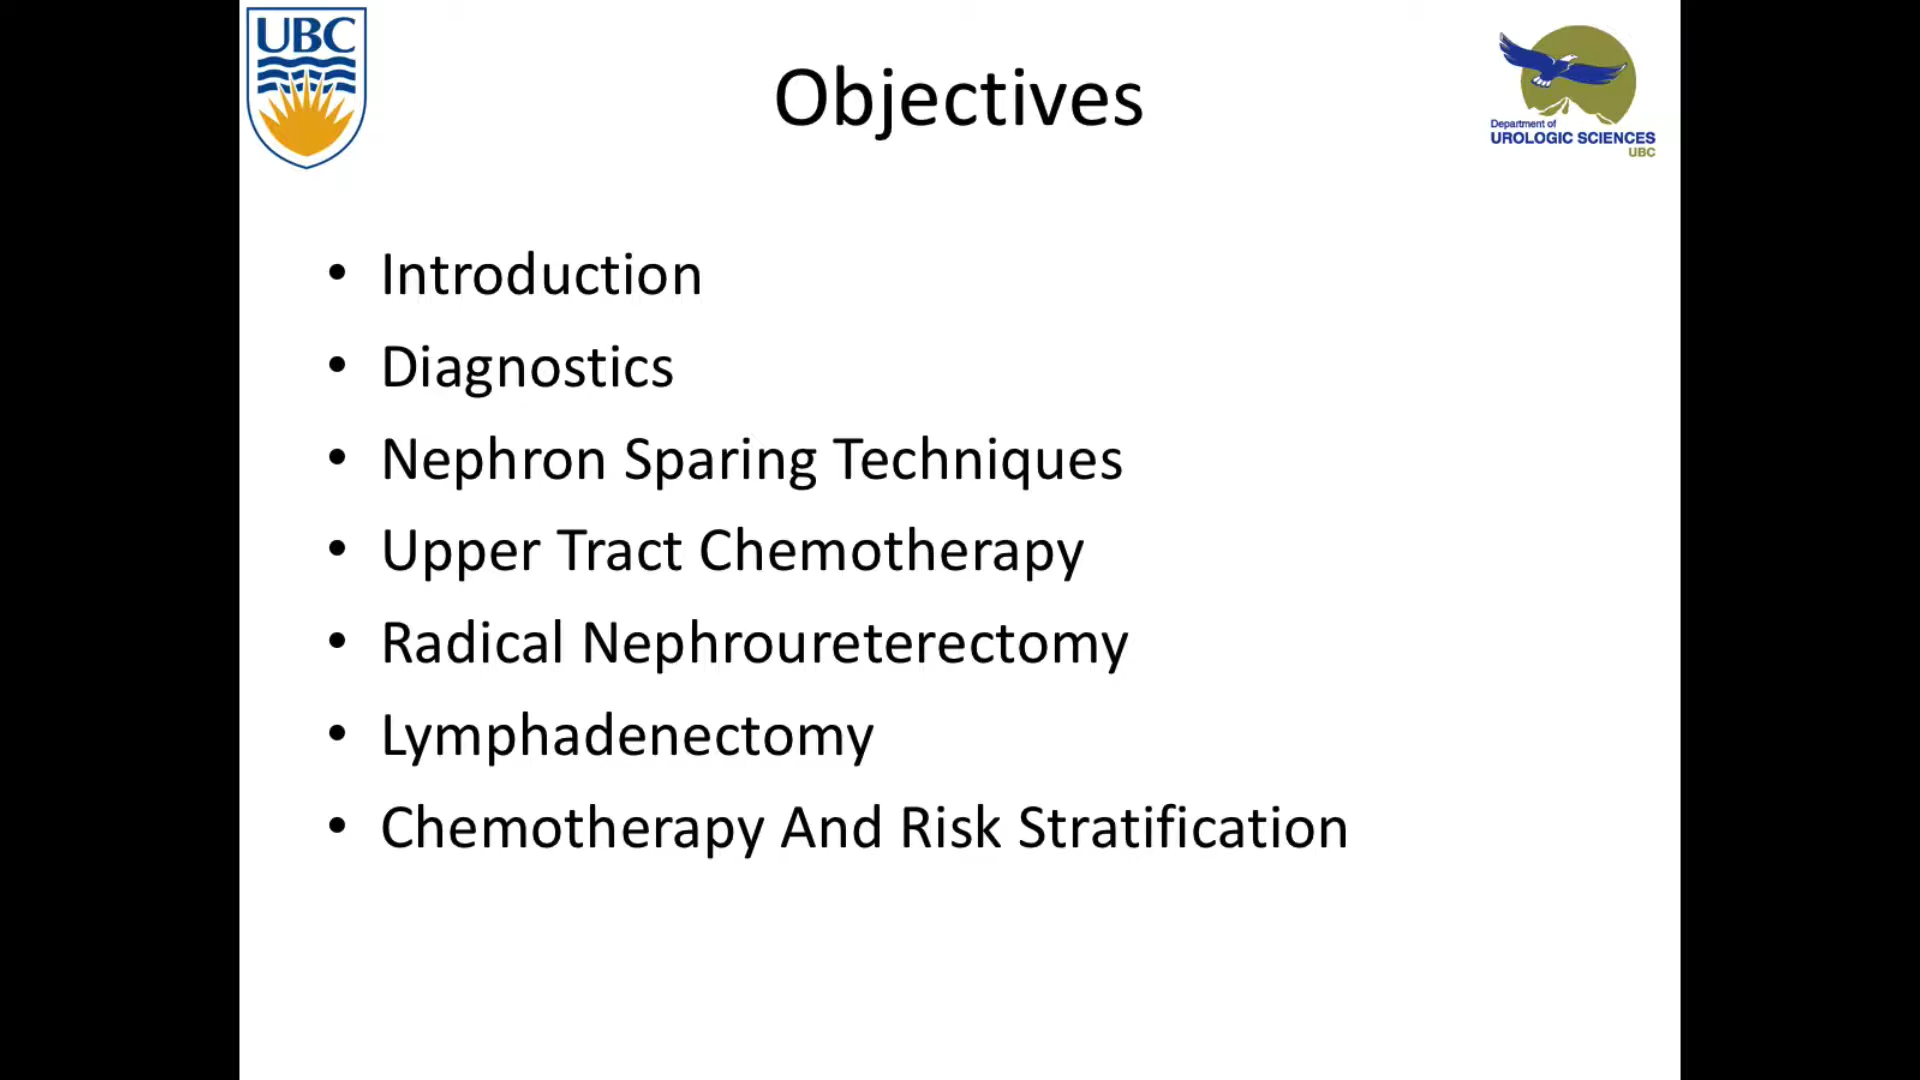 UBC
Objectives
Department of
UROLOGIC SCIENCES
UBC
• Introduction
• Diagnostics
• Nephron Sparing Techniques
• Upper Tract Chemotherapy
• Radical Nephroureterectomy
• Lymphadenectomy
• Chemotherapy And Risk Stratification